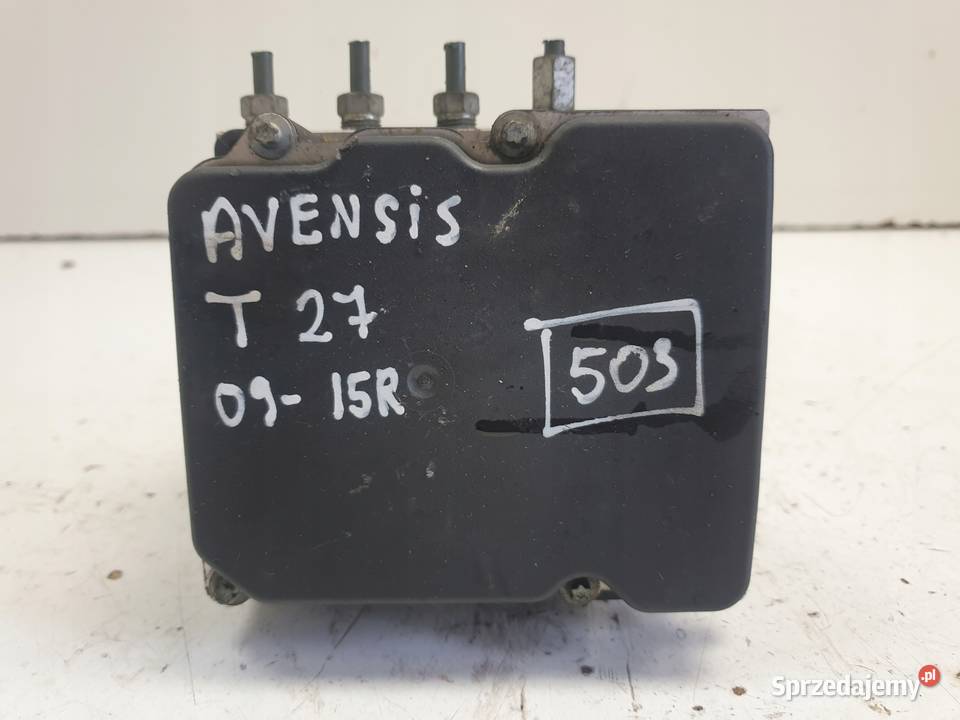 AVENSiS
T 27
09- 15R
503
Sprzedajemy.pl